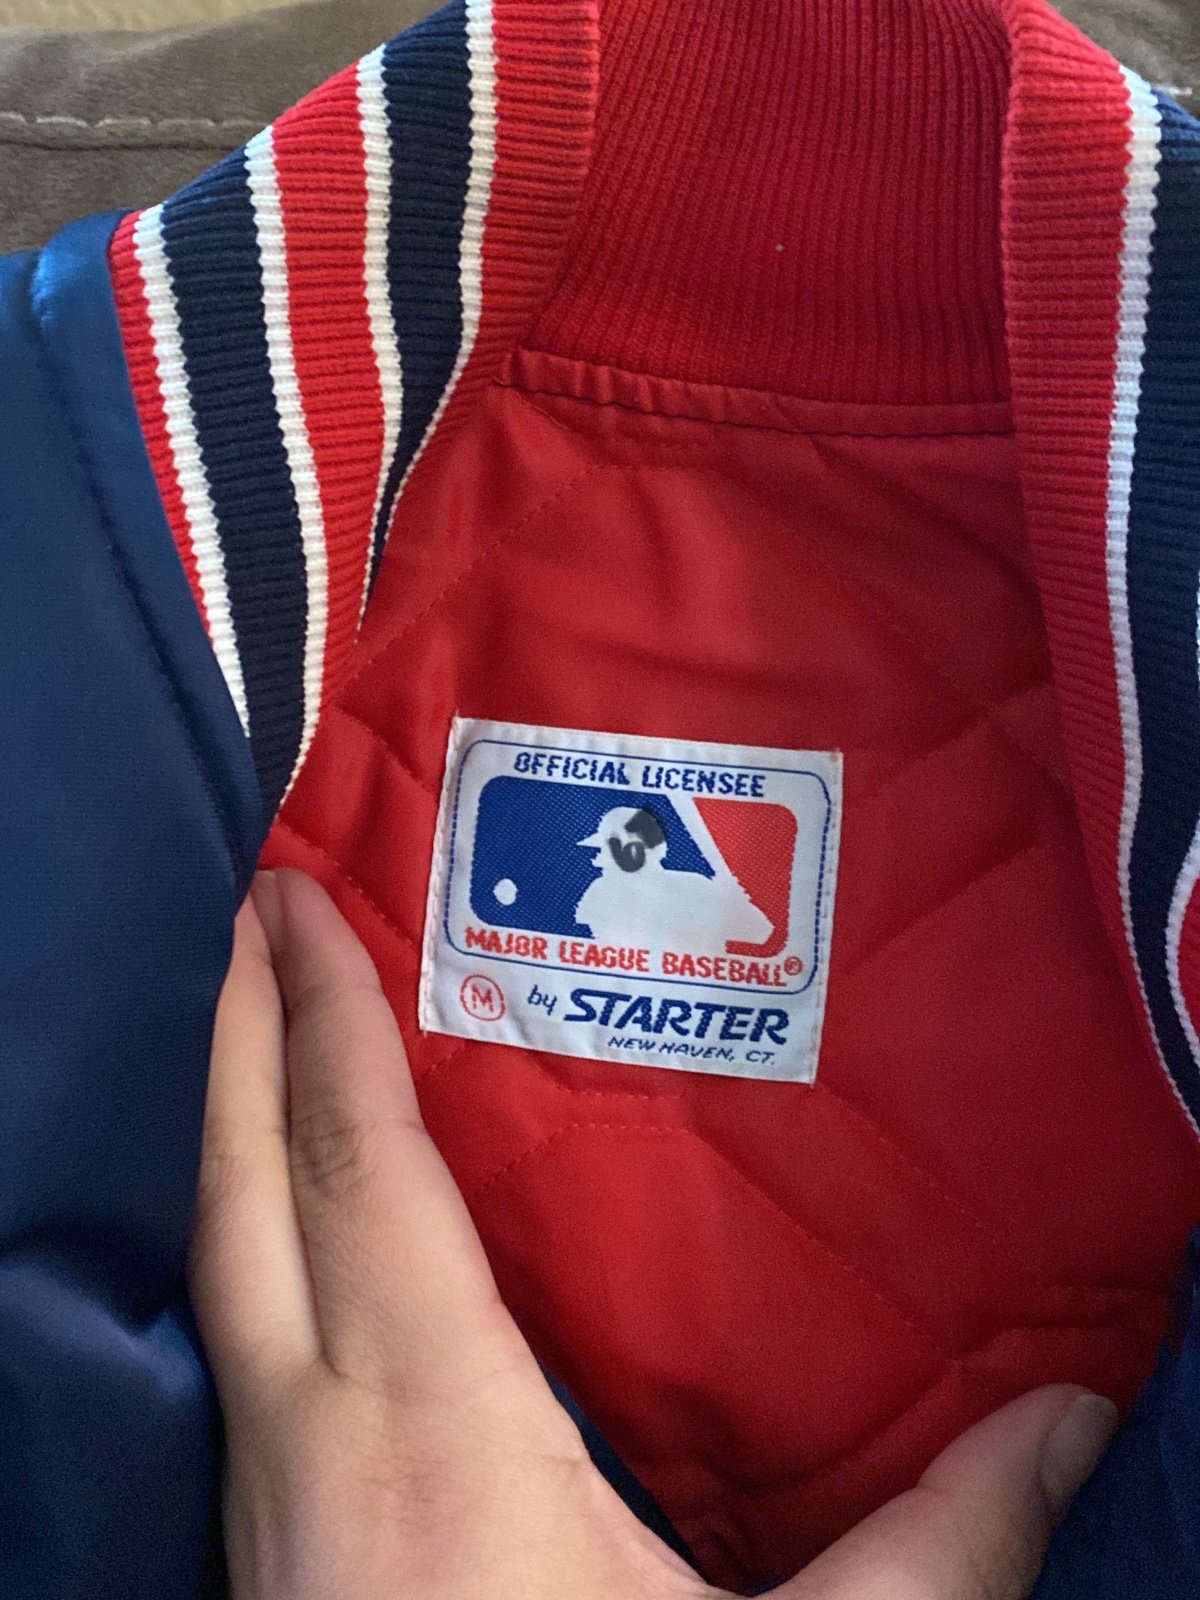 OFFICIAL LICENSEE
MAJOR LEAGUE BASEBALL®
M by STARTER
NEW HAVEN, CT.